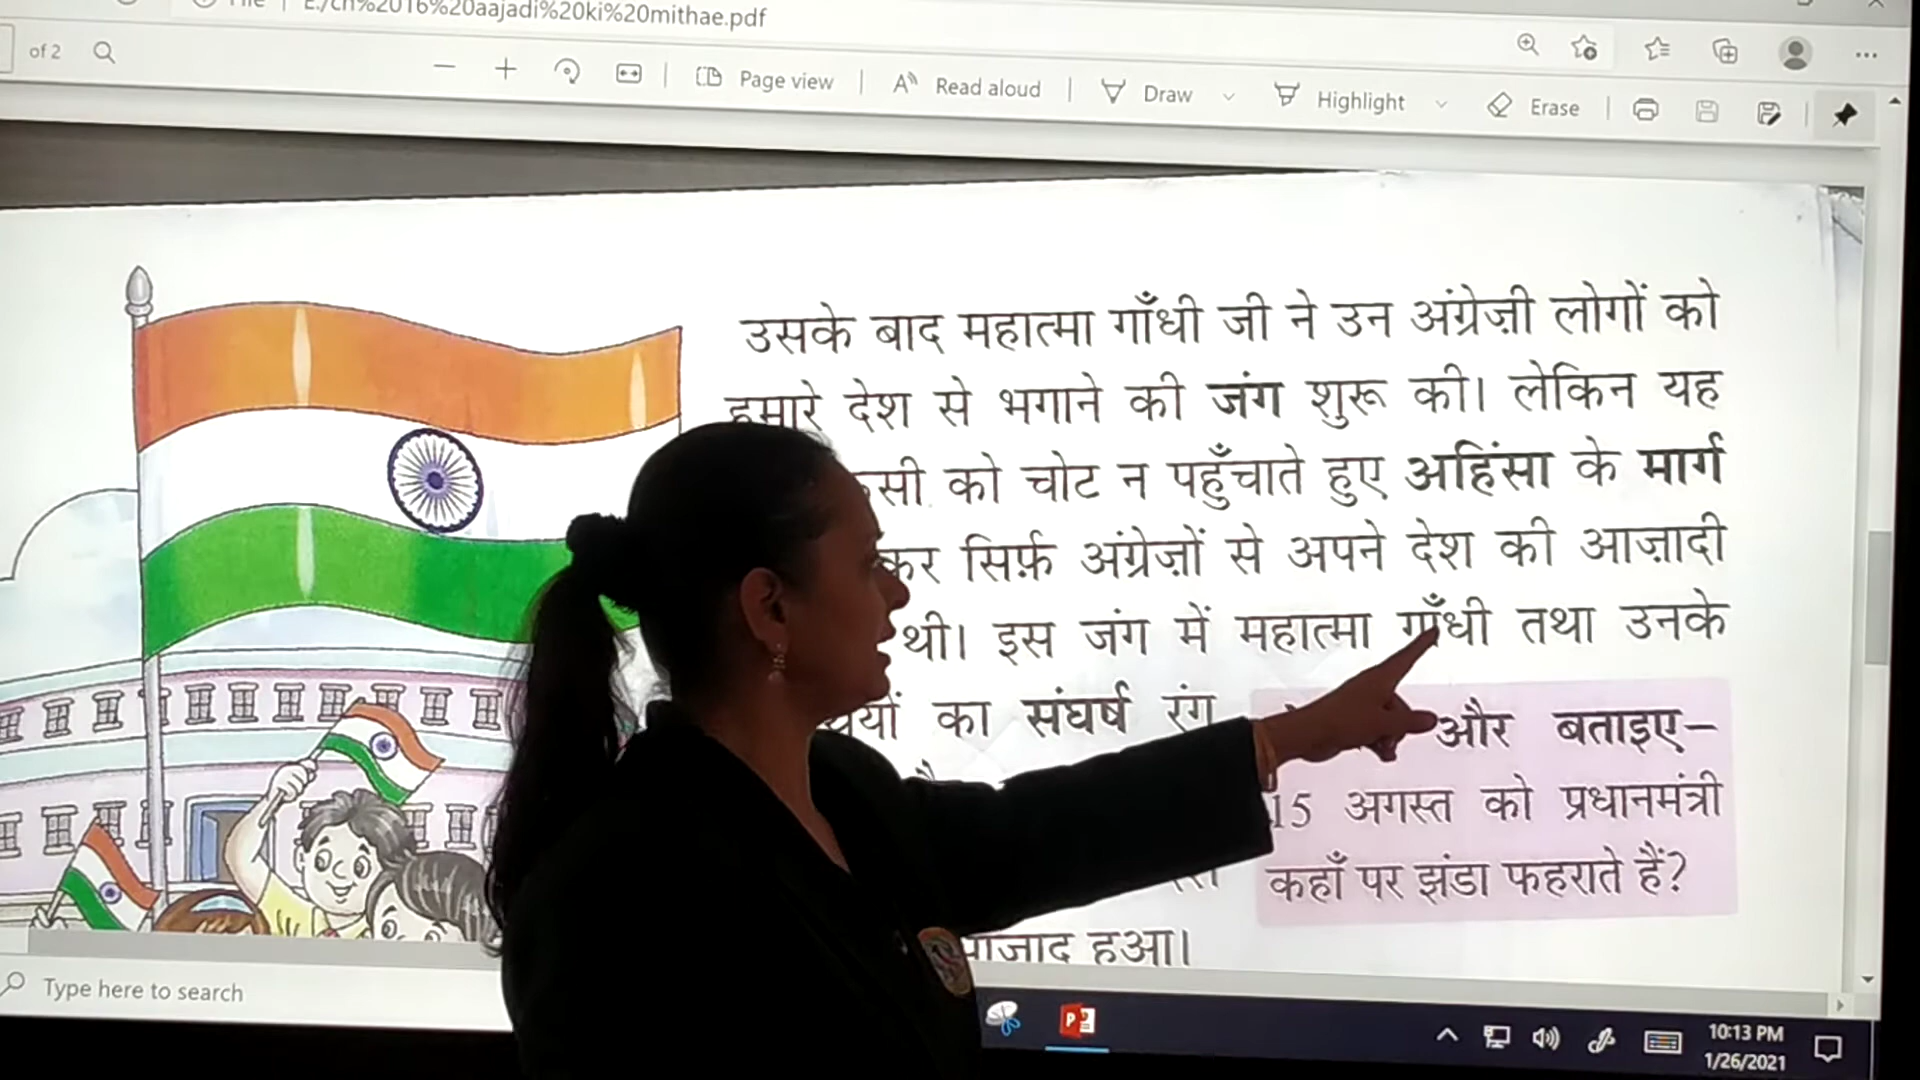 E:/ch%2016%20aajadi%20ki%20mithae.pdf
of 2
Page view
Read aloud
Draw
Highlight
Erase
उसके बाद महात्मा गाँधी जी ने उन अंग्रेज़ी लोगों को
हमारे देश से भगाने की जंग शुरू की। लेकिन यह
को चोट न पहुँचाते हुए अहिंसा के मार्ग
कर सिर्फ़ अंग्रेज़ों से अपने देश की आज़ादी
थी। इस जंग में महात्मा गाँधी तथा उनके
का संघर्ष रंग
हुआ।
और बताइए–
15 अगस्त को प्रधानमंत्री
कहाँ पर झंडा फहराते हैं?
Type here to search
10:13 PM
1/26/2021